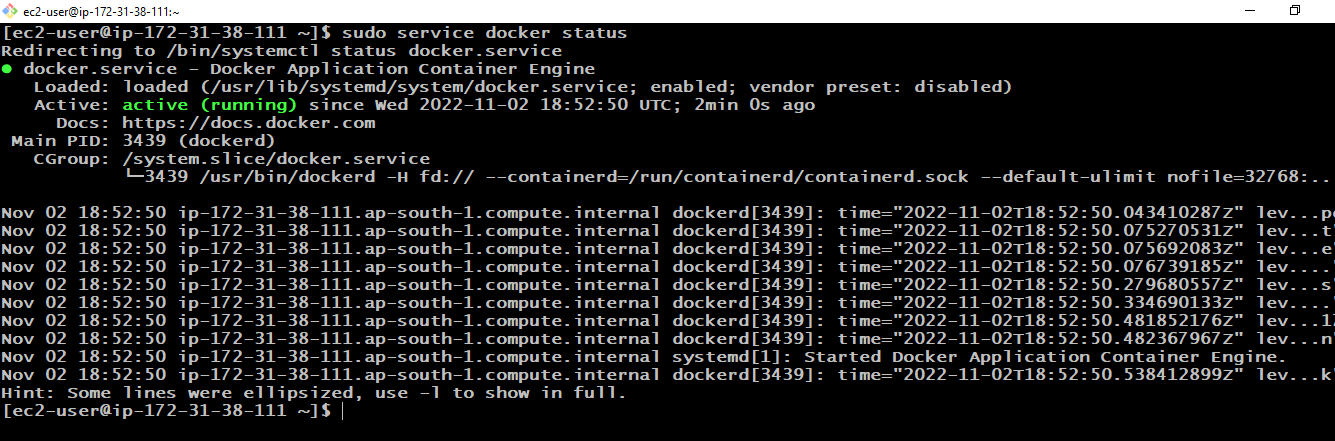 ec2-user@ip-172-31-38-111:~
[ec2-user@ip-172-31-38-111 ~]$ sudo service docker status
Redirecting to /bin/systemctl status docker.service
● docker.service - Docker Application Container Engine
   Loaded: loaded (/usr/lib/systemd/system/docker.service; enabled; vendor preset: disabled)
   Active: active (running) since Wed 2022-11-02 18:52:50 UTC; 2min 0s ago
     Docs: https://docs.docker.com
 Main PID: 3439 (dockerd)
   CGroup: /system.slice/docker.service
           └─3439 /usr/bin/dockerd -H fd:// --containerd=/run/containerd/containerd.sock --default-ulimit nofile=32768:...
Nov 02 18:52:50 ip-172-31-38-111.ap-south-1.compute.internal dockerd[3439]: time="2022-11-02T18:52:50.043410287Z" lev...pe
Nov 02 18:52:50 ip-172-31-38-111.ap-south-1.compute.internal dockerd[3439]: time="2022-11-02T18:52:50.075270531Z" lev...t"
Nov 02 18:52:50 ip-172-31-38-111.ap-south-1.compute.internal dockerd[3439]: time="2022-11-02T18:52:50.075692083Z" lev...e"
Nov 02 18:52:50 ip-172-31-38-111.ap-south-1.compute.internal dockerd[3439]: time="2022-11-02T18:52:50.076739185Z" lev...."
Nov 02 18:52:50 ip-172-31-38-111.ap-south-1.compute.internal dockerd[3439]: time="2022-11-02T18:52:50.279680557Z" lev...s"
Nov 02 18:52:50 ip-172-31-38-111.ap-south-1.compute.internal dockerd[3439]: time="2022-11-02T18:52:50.334690133Z" lev...."
Nov 02 18:52:50 ip-172-31-38-111.ap-south-1.compute.internal dockerd[3439]: time="2022-11-02T18:52:50.481852176Z" lev...17
Nov 02 18:52:50 ip-172-31-38-111.ap-south-1.compute.internal dockerd[3439]: time="2022-11-02T18:52:50.482367967Z" lev...n"
Nov 02 18:52:50 ip-172-31-38-111.ap-south-1.compute.internal systemd[1]: Started Docker Application Container Engine.
Nov 02 18:52:50 ip-172-31-38-111.ap-south-1.compute.internal dockerd[3439]: time="2022-11-02T18:52:50.538412899Z" lev...k"
Hint: Some lines were ellipsized, use -l to show in full.
[ec2-user@ip-172-31-38-111 ~]$